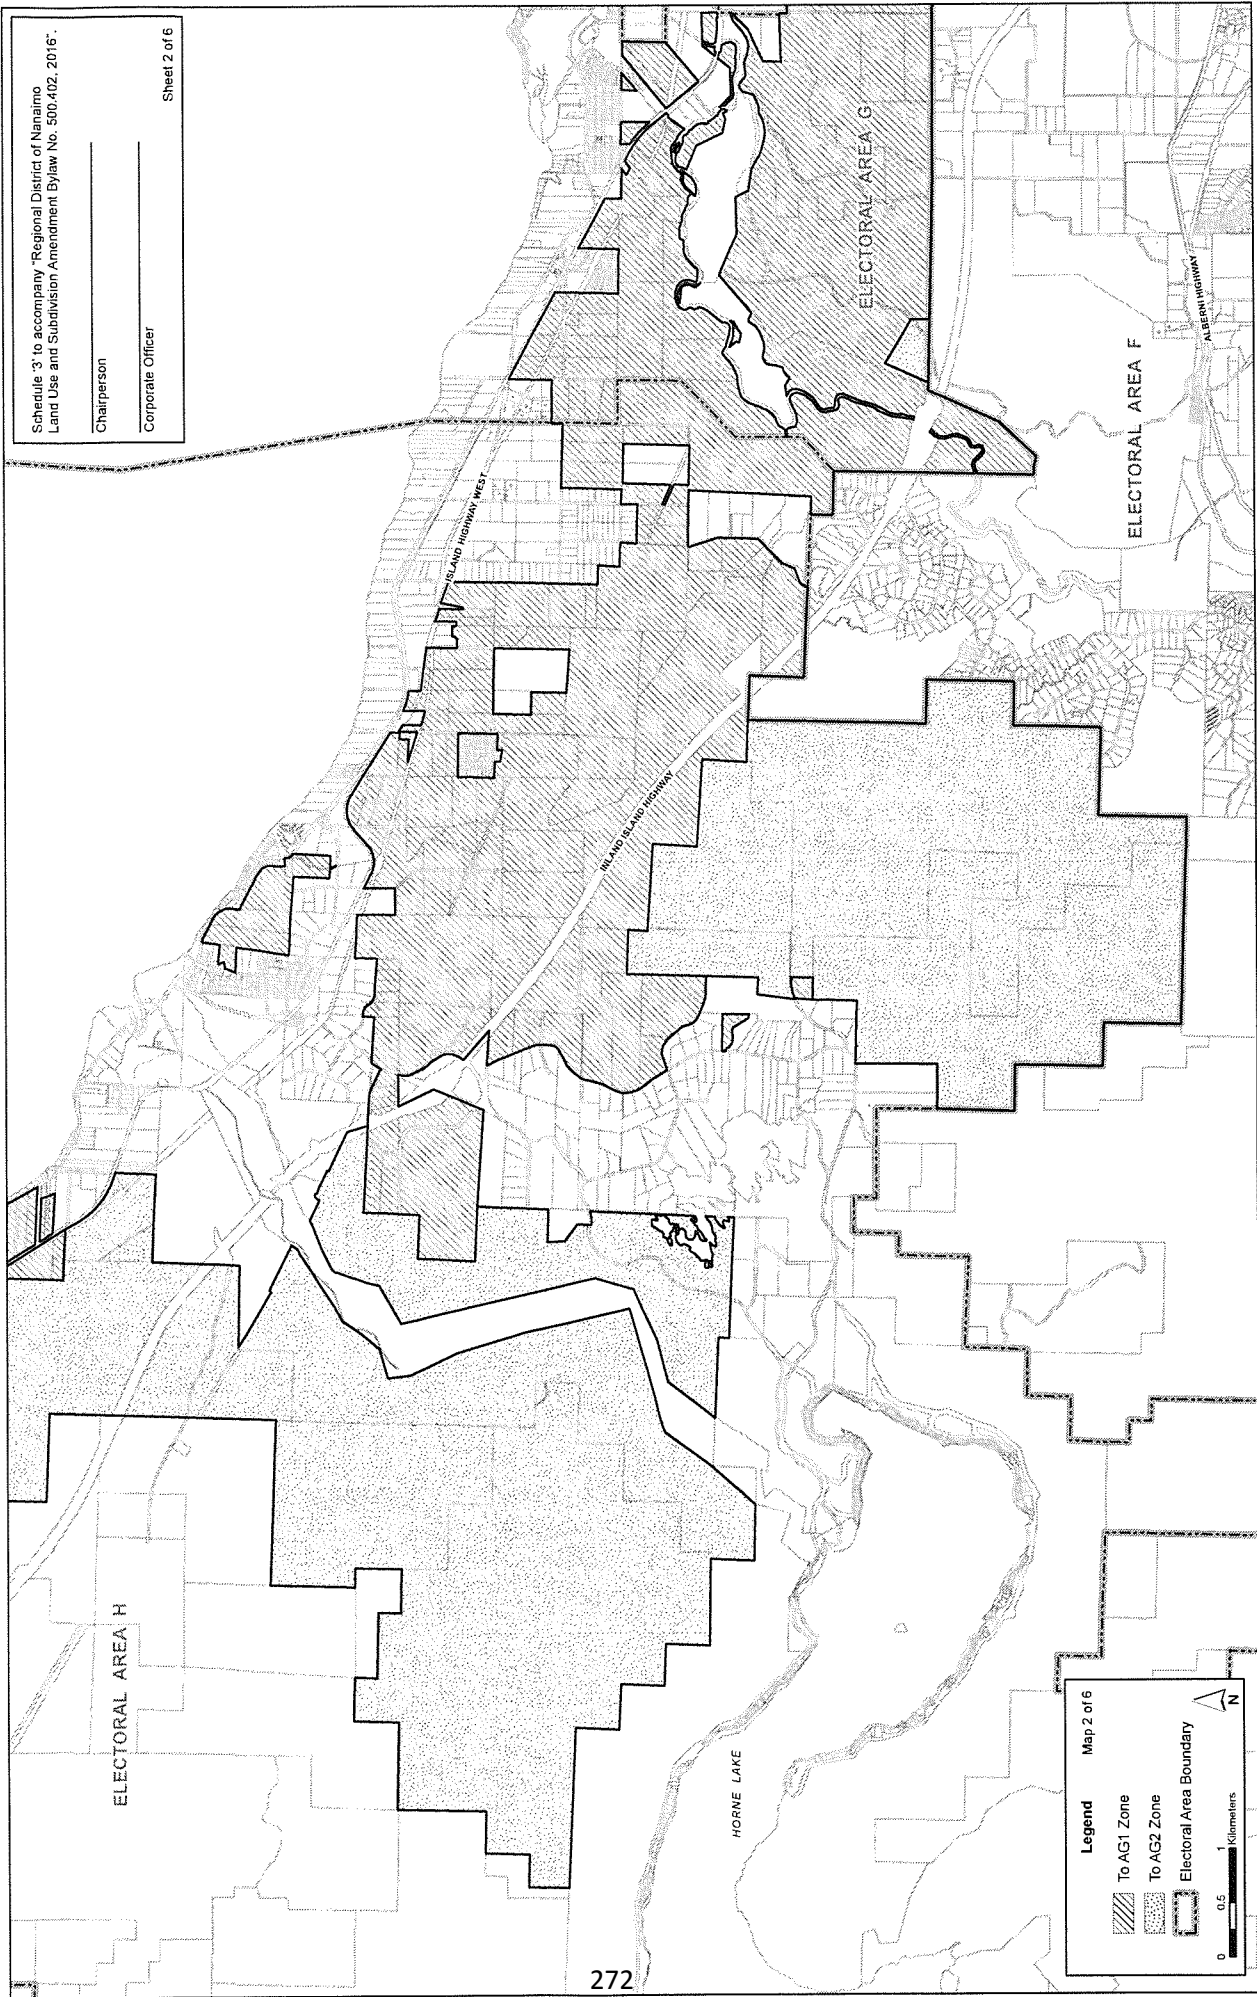 Schedule '3' to accompany "Regional District of Nanaimo
Land Use and Subdivision Amendment Bylaw No. 500.402, 2016".
Chairperson
Corporate Officer
Sheet 2 of 6
ELECTORAL AREA G
ISLAND HIGHWAY WEST
ALBERNI HIGHWAY
ELECTORAL AREA F
INLAND ISLAND HIGHWAY
ELECTORAL AREA H
HORNE LAKE
Legend Map 2 of 6
To AG1 Zone
To AG2 Zone
Electoral Area Boundary
N
0 0.5 1
Kilometers
272